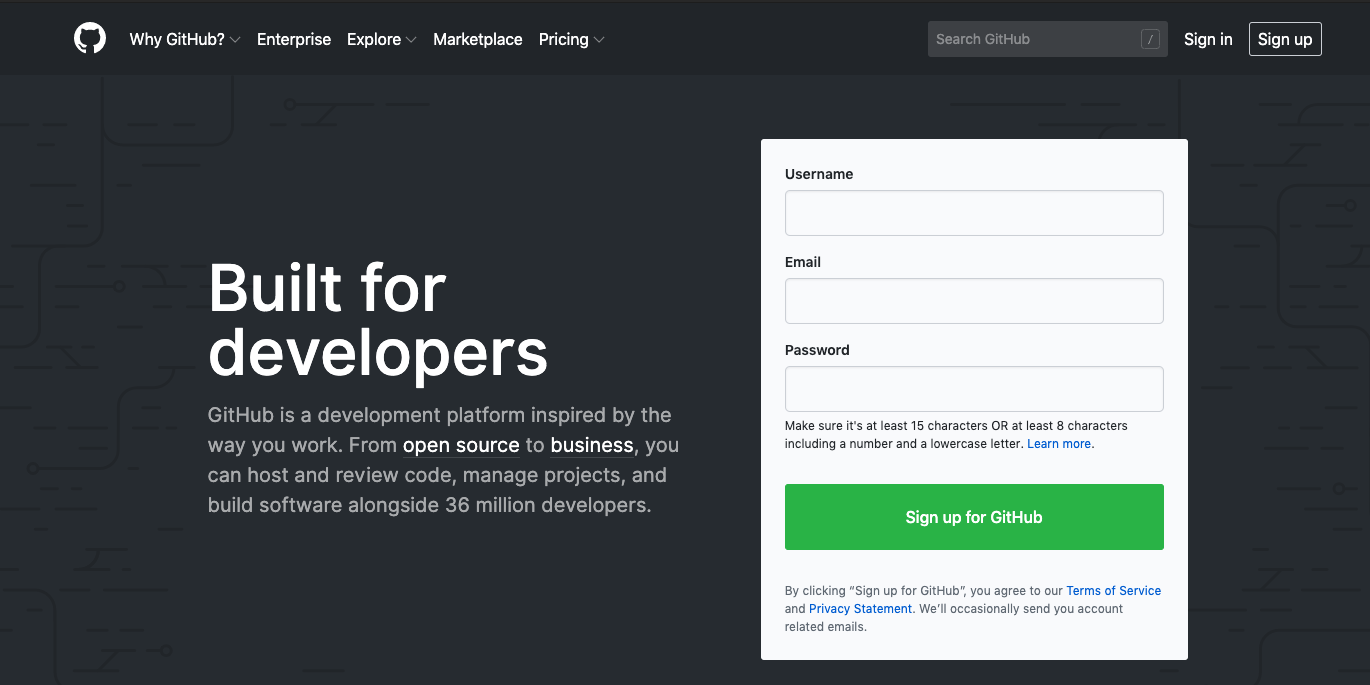 Why GitHub? Enterprise Explore Marketplace Pricing Search GitHub / Sign in Sign up
Built for
developers
GitHub is a development platform inspired by the
way you work. From open source to business, you
can host and review code, manage projects, and
build software alongside 36 million developers.
Username
Email
Password
Make sure it's at least 15 characters OR at least 8 characters
including a number and a lowercase letter. Learn more.
Sign up for GitHub
By clicking “Sign up for GitHub”, you agree to our Terms of Service
and Privacy Statement. We’ll occasionally send you account
related emails.